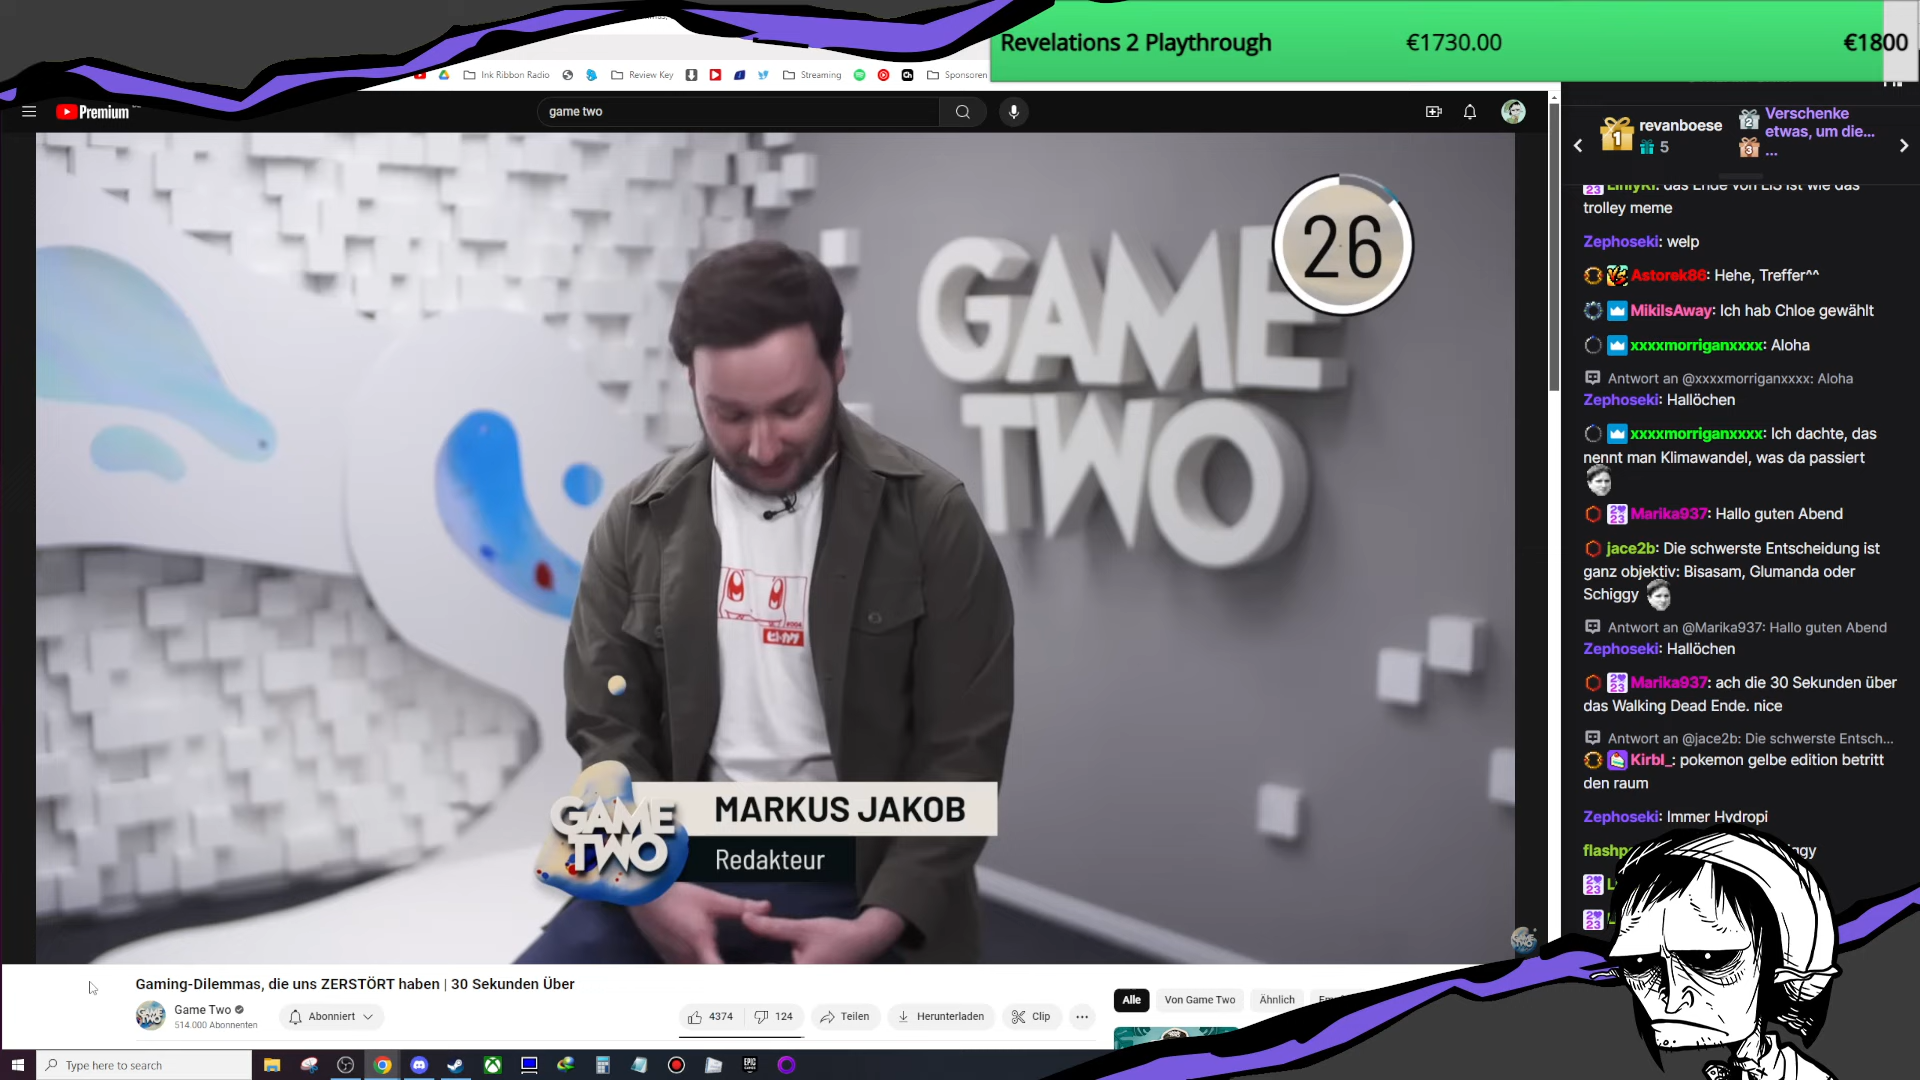 Revelations 2 Playthrough €1730.00 €1800
Ink Ribbon Radio Review Key Streaming Sponsoren
Premium
game two
26
GAME
TWO
MARKUS JAKOB
Redakteur
GAME
TWO
Gaming-Dilemmas, die uns ZERSTÖRT haben | 30 Sekunden Über
Game Two
514.000 Abonnenten
Abonniert
4374 124 Teilen Herunterladen Clip
Alle Von Game Two Ähnlich
Type here to search
revanboese
5
Verschenke
etwas, um die...
...
trolley meme
Zephoseki: welp
Astorek86: Hehe, Treffer^^
MikiIsAway: Ich hab Chloe gewählt
xxxxmorriganxxxx: Aloha
Antwort an @xxxxmorriganxxxx: Aloha
Zephoseki: Hallöchen
xxxxmorriganxxxx: Ich dachte, das
nennt man Klimawandel, was da passiert
Marika937: Hallo guten Abend
jace2b: Die schwerste Entscheidung ist
ganz objektiv: Bisasam, Glumanda oder
Schiggy
Antwort an @Marika937: Hallo guten Abend
Zephoseki: Hallöchen
Marika937: ach die 30 Sekunden über
das Walking Dead Ende. nice
Antwort an @jace2b: Die schwerste Entsch...
Kirbl_: pokemon gelbe edition betritt
den raum
Zephoseki: Immer Hydropi